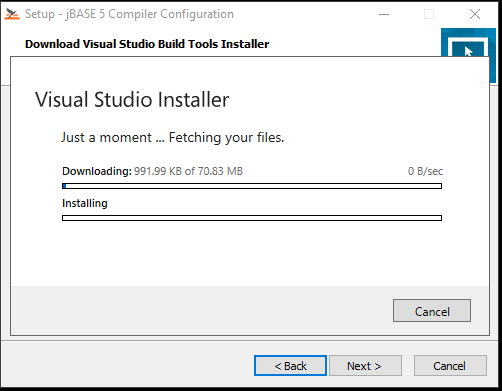 Setup - jBASE 5 Compiler Configuration
Download Visual Studio Build Tools Installer
Visual Studio Installer
Just a moment ... Fetching your files.
Downloading: 991.99 KB of 70.83 MB 0 B/sec
Installing
Cancel
< Back Next > Cancel